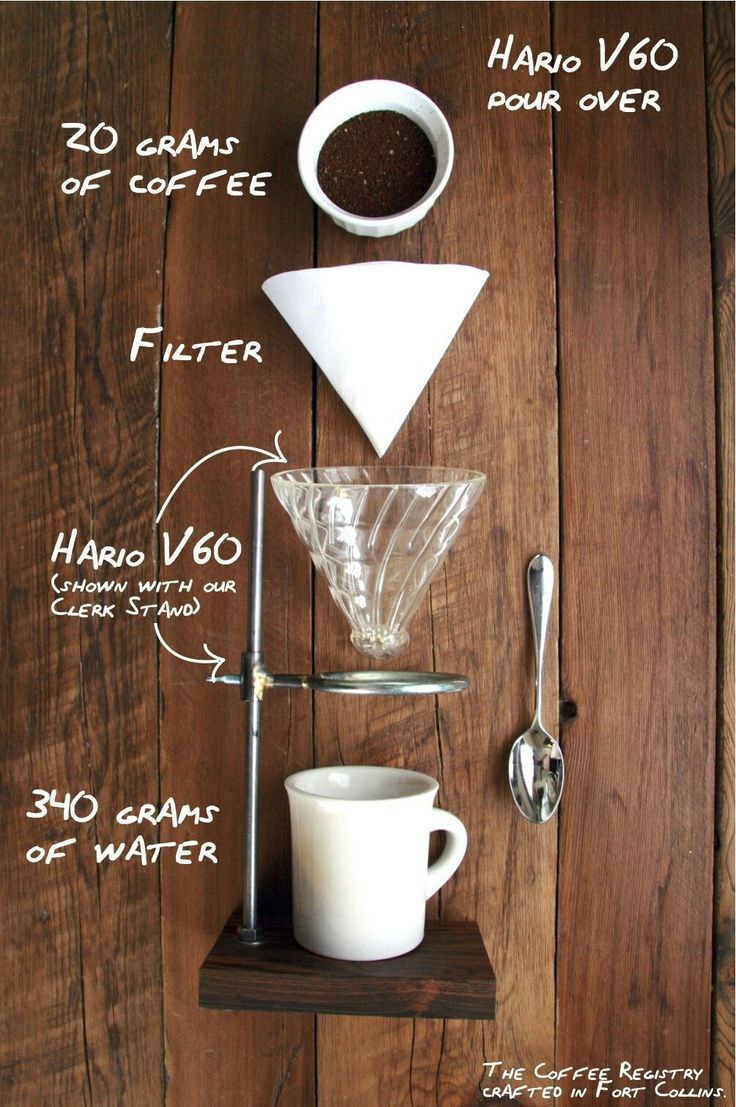 Hario V60
pour over
20 grams
of coffee
Filter
Hario V60
(shown with our
Clerk Stand)
340 grams
of water
The Coffee Registry
crafted in Fort Collins.